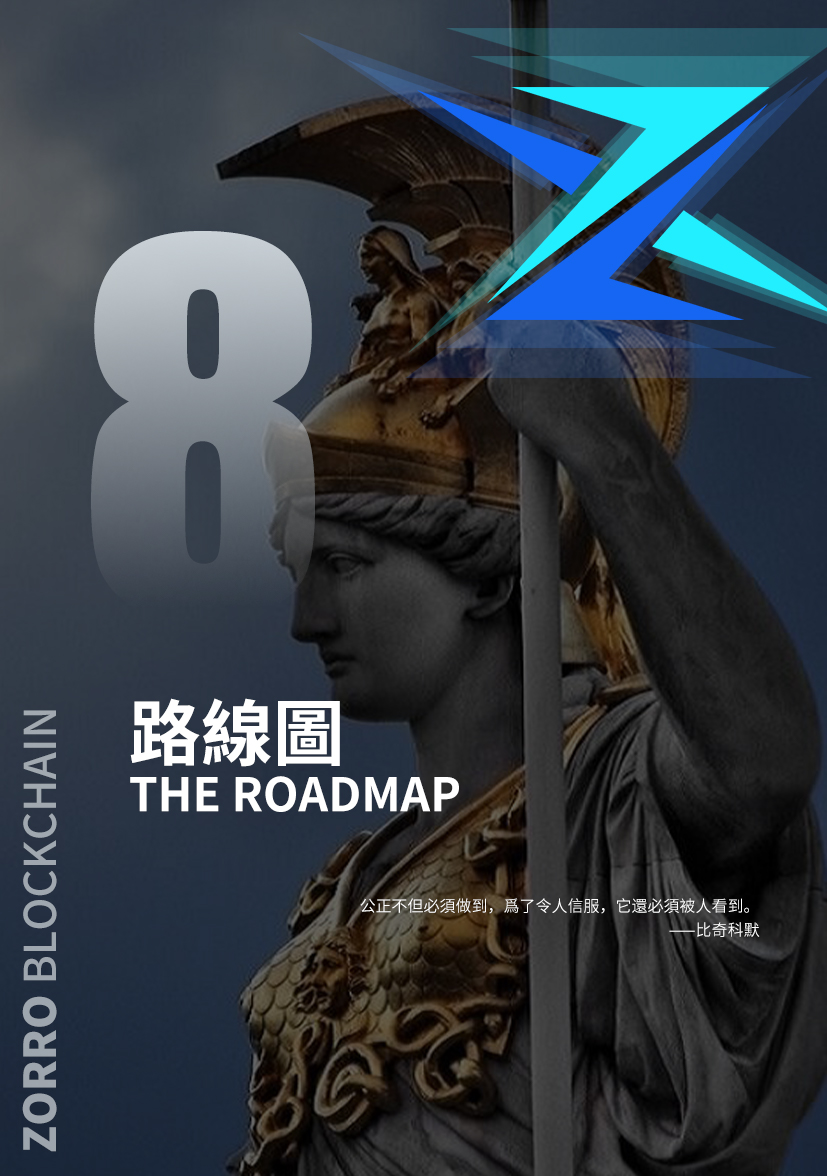 8
路線圖
THE ROADMAP
公正不但必須做到，爲了令人信服，它還必須被人看到。
——比奇科默
ZORRO BLOCKCHAIN